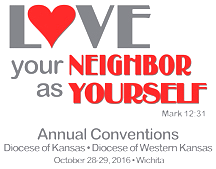 LOVE
your NEIGHBOR
as YOURSELF
Mark 12:31
Annual Conventions
Diocese of Kansas • Diocese of Western Kansas
October 28-29, 2016 • Wichita